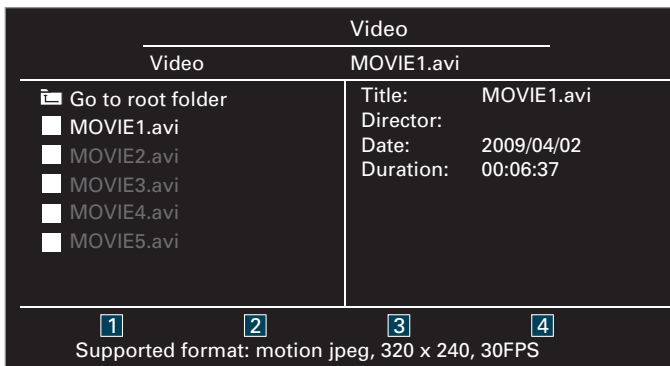 Video
Video
MOVIE1.avi
Go to root folder
MOVIE1.avi
MOVIE2.avi
MOVIE3.avi
MOVIE4.avi
MOVIE5.avi
Title: MOVIE1.avi
Director:
Date: 2009/04/02
Duration: 00:06:37
1 2 3 4
Supported format: motion jpeg, 320 x 240, 30FPS